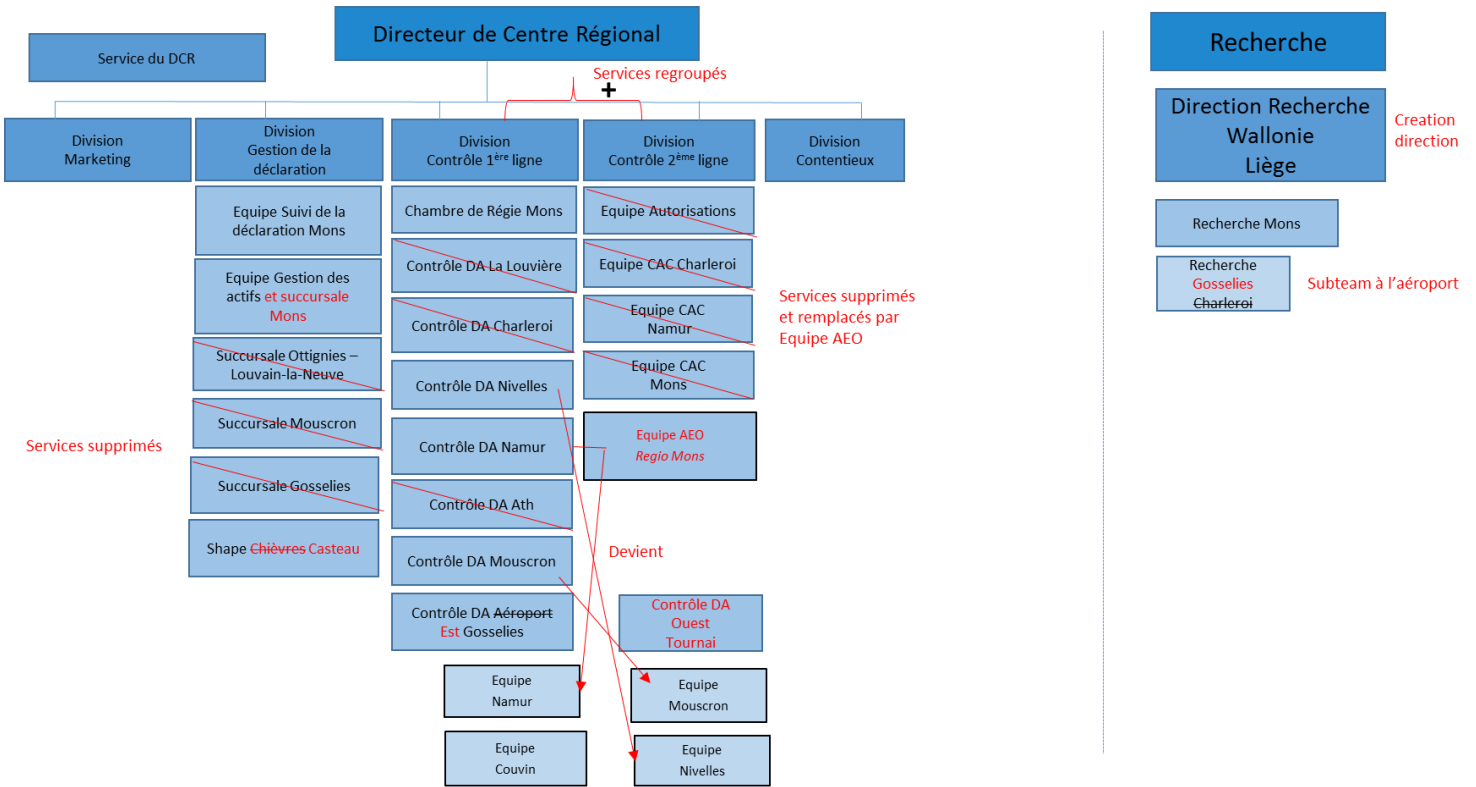 Directeur de Centre Régional
Service du DCR
Services regroupés
+
Division
Marketing
Division
Gestion de la
déclaration
Division
Contrôle 1ère ligne
Division
Contrôle 2ème ligne
Division
Contentieux
Equipe Suivi de la
déclaration Mons
Equipe Gestion des
actifs et succursale
Mons
Succursale Ottignies –
Louvain-la-Neuve
Succursale Mouscron
Succursale Gosselies
Shape Chièvres Casteau
Services supprimés
Chambre de Régie Mons
Contrôle DA La Louvière
Contrôle DA Charleroi
Contrôle DA Nivelles
Contrôle DA Namur
Contrôle DA Ath
Contrôle DA Mouscron
Contrôle DA Aéroport
Est Gosselies
Equipe
Namur
Equipe
Couvin
Equipe Autorisations
Equipe CAC Charleroi
Equipe CAC
Namur
Equipe CAC
Mons
Equipe AEO
Regio Mons
Services supprimés
et remplacés par
Equipe AEO
Devient
Contrôle DA
Ouest
Tournai
Equipe
Mouscron
Equipe
Nivelles
Recherche
Direction Recherche
Wallonie
Liège
Creation
direction
Recherche Mons
Recherche
Gosselies
Charleroi
Subteam à l'aéroport